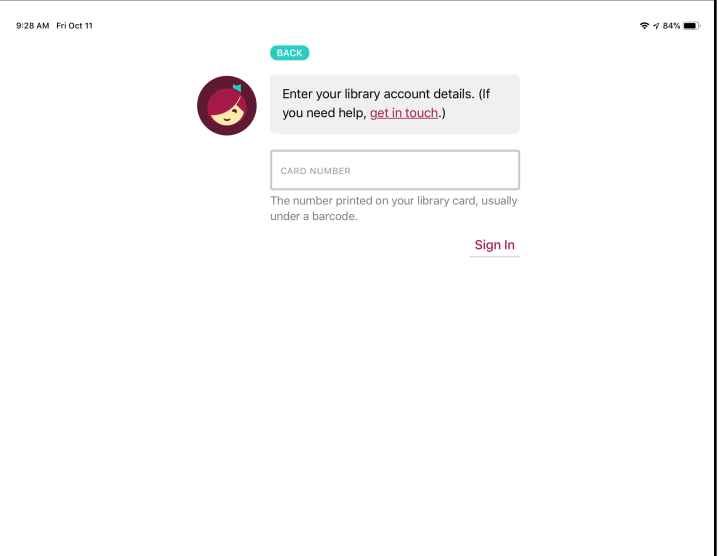 9:28 AM Fri Oct 11
84%
BACK
Enter your library account details. (If
you need help, get in touch.)
CARD NUMBER
The number printed on your library card, usually
under a barcode.
Sign In